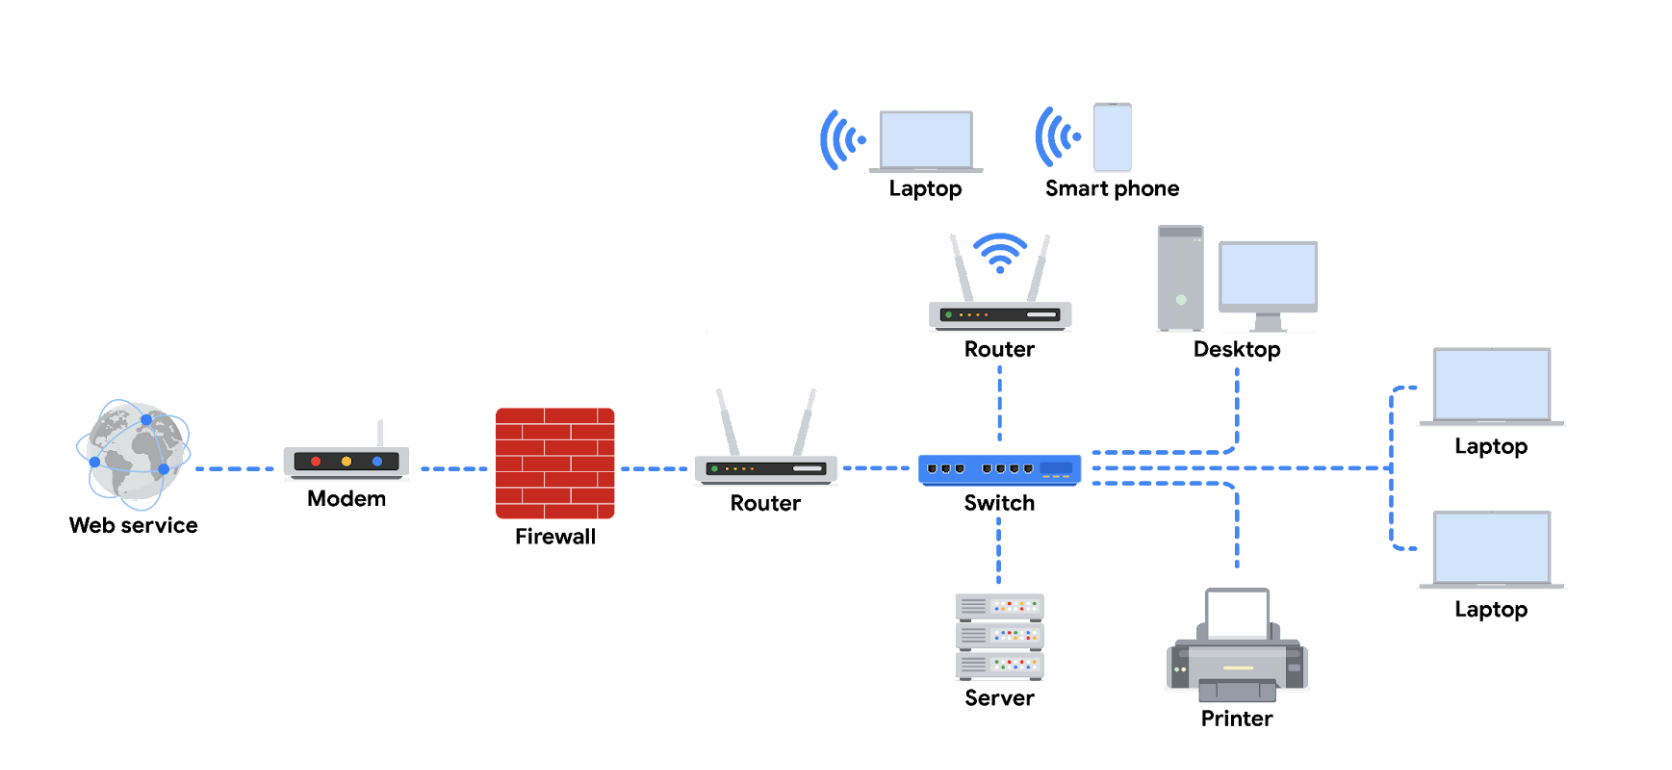 Laptop
Smart phone
Router
Desktop
Laptop
Web service
Modem
Firewall
Router
Switch
Laptop
Server
Printer